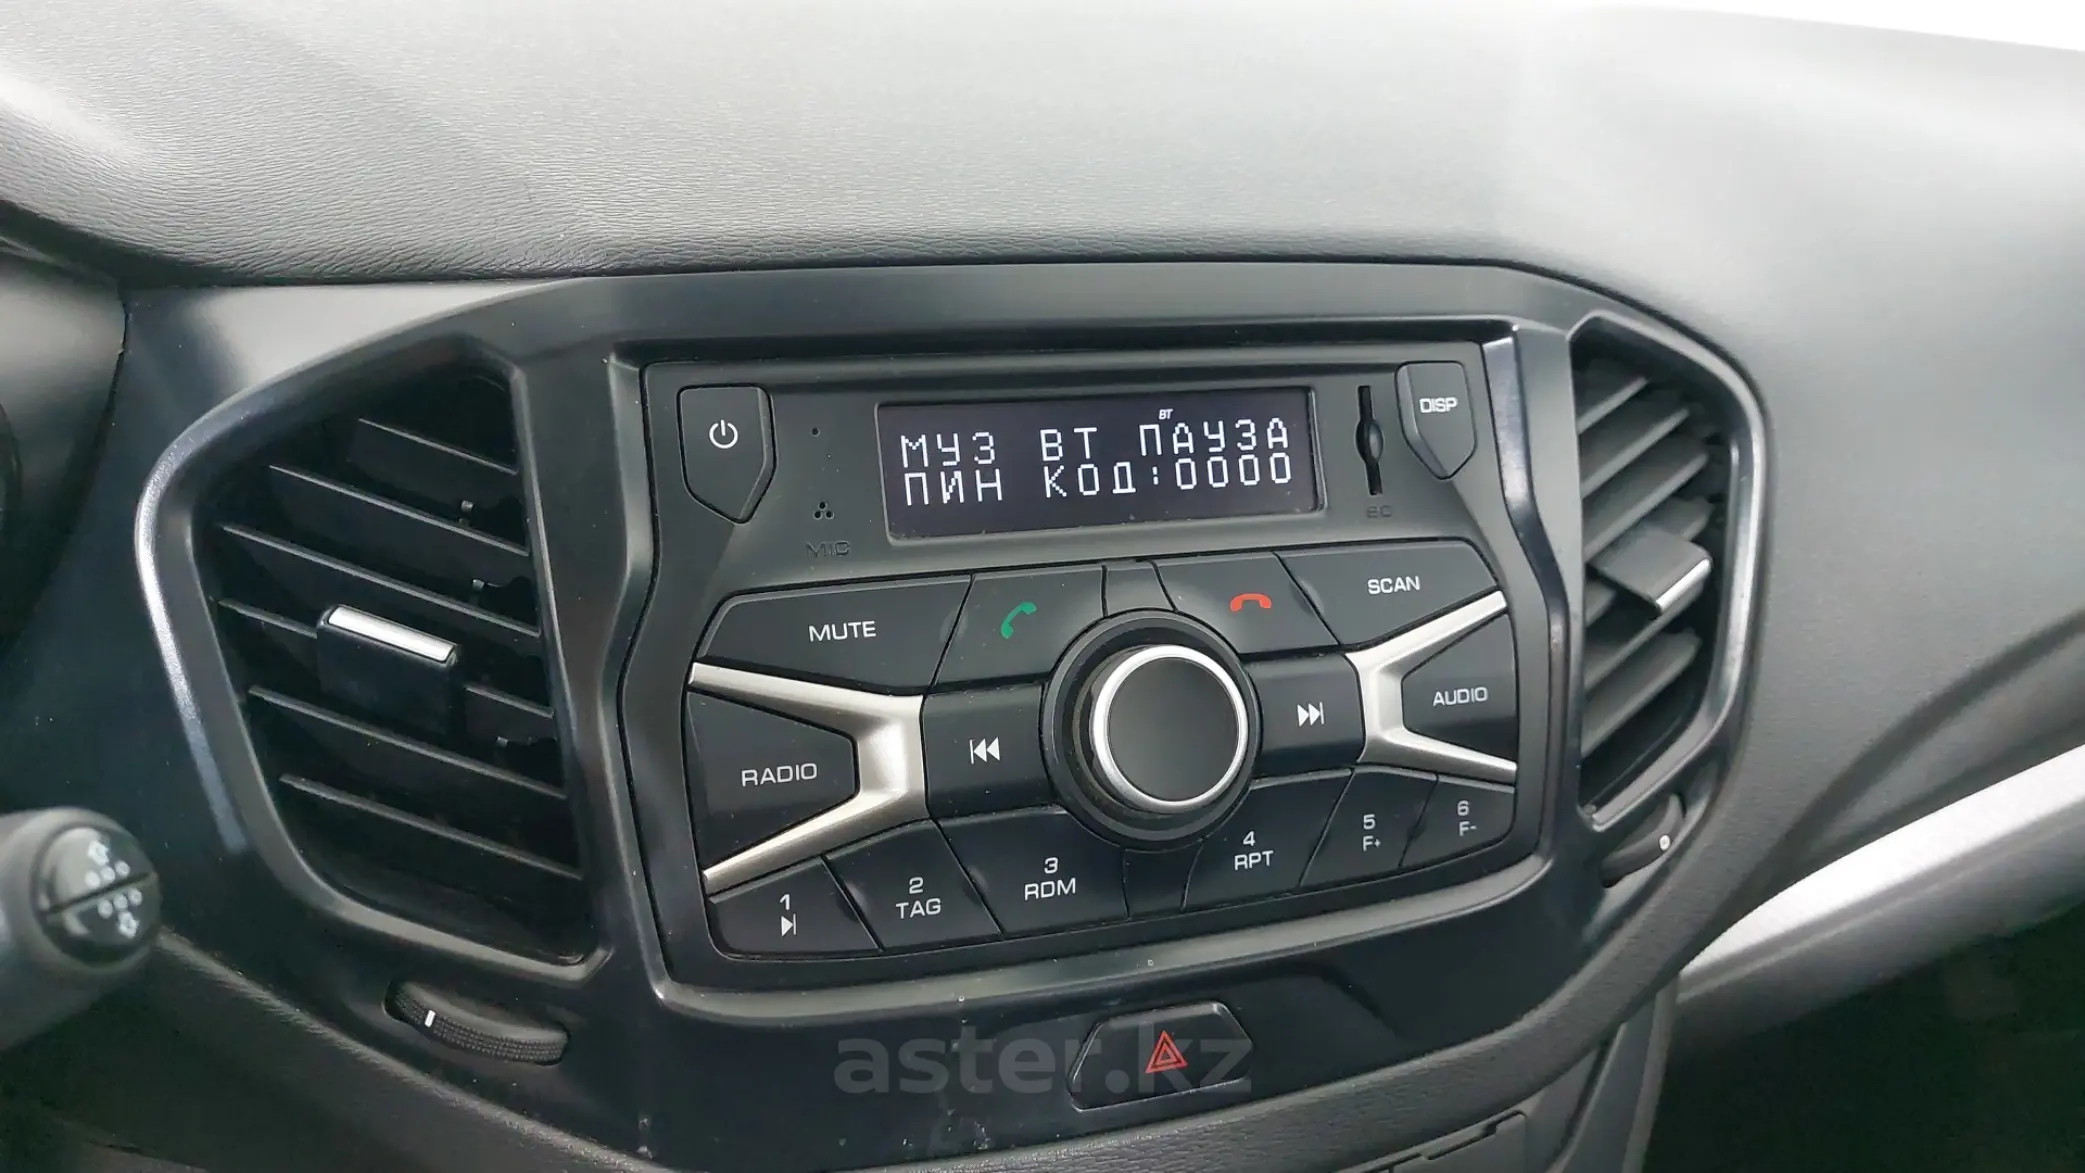 BT
МУЗ ВТ ПАУЗА
ПИН КОД:0000
DISP
MIC
MUTE
SCAN
RADIO
AUDIO
1
2
TAG
3
RDM
4
RPT
5
F+
6
F-
aster.kz